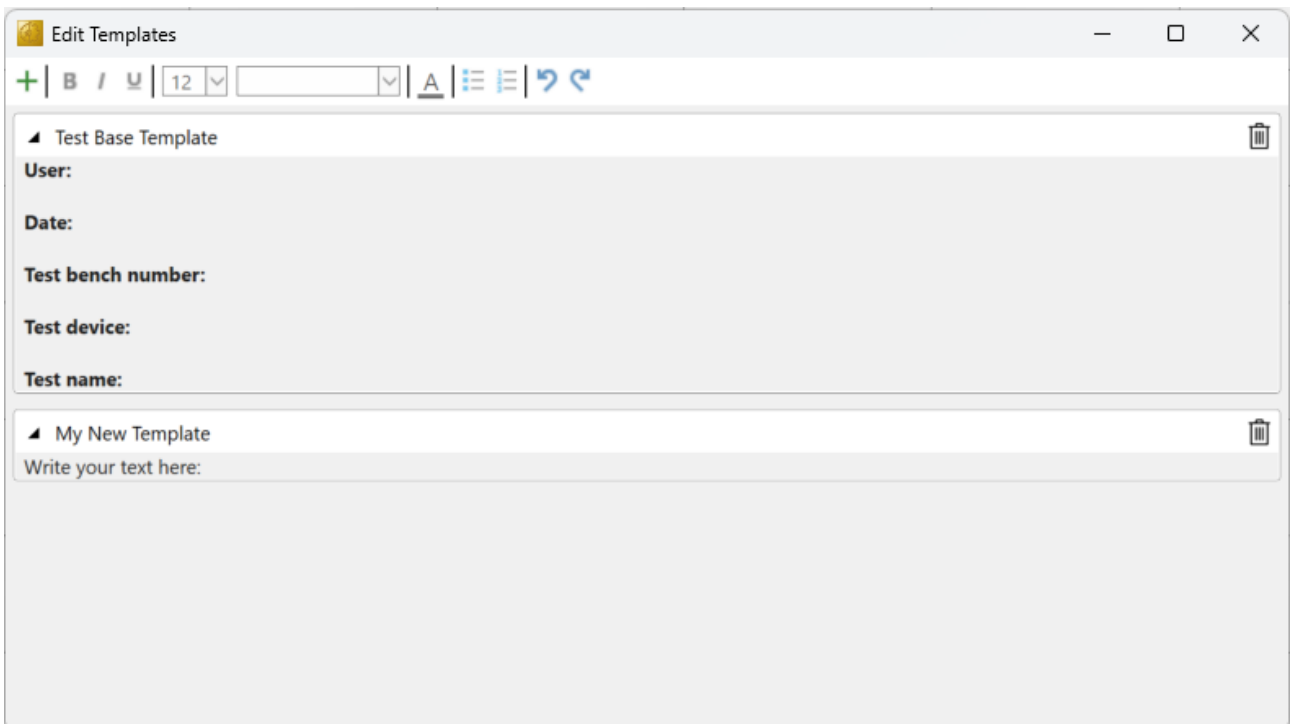 Edit Templates
B I U 12 A
Test Base Template
User:
Date:
Test bench number:
Test device:
Test name:
My New Template
Write your text here: